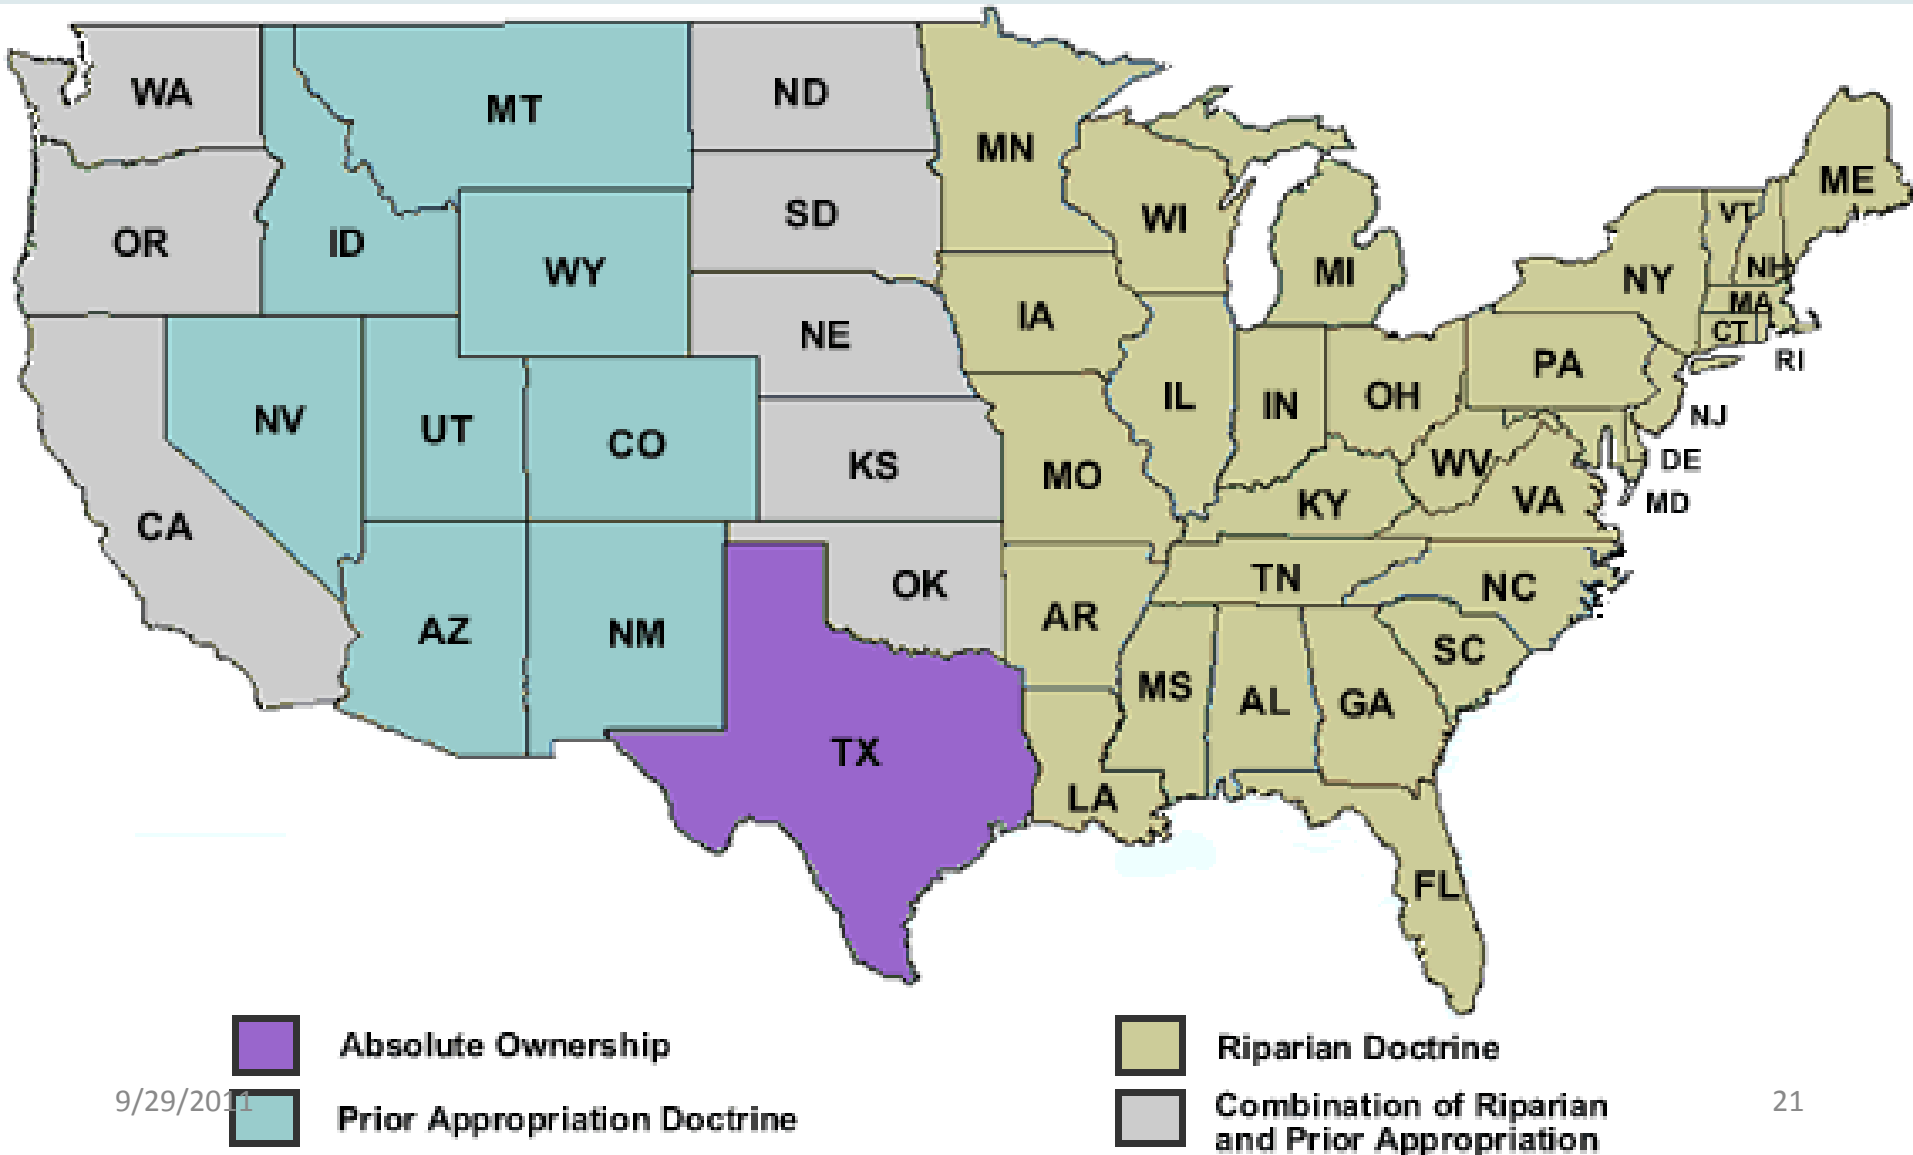 WA
MT
ND
MN
ME
OR
ID
WY
SD
WI
MI
NY
VT
NH
MA
CT
RI
NV
UT
CO
NE
IA
IL
IN
OH
PA
NJ
CA
KS
MO
KY
WV
VA
DE
MD
AZ
NM
OK
AR
TN
NC
SC
MS
AL
GA
TX
LA
FL
Absolute Ownership
Prior Appropriation Doctrine
Riparian Doctrine
Combination of Riparian
and Prior Appropriation
9/29/2011
21